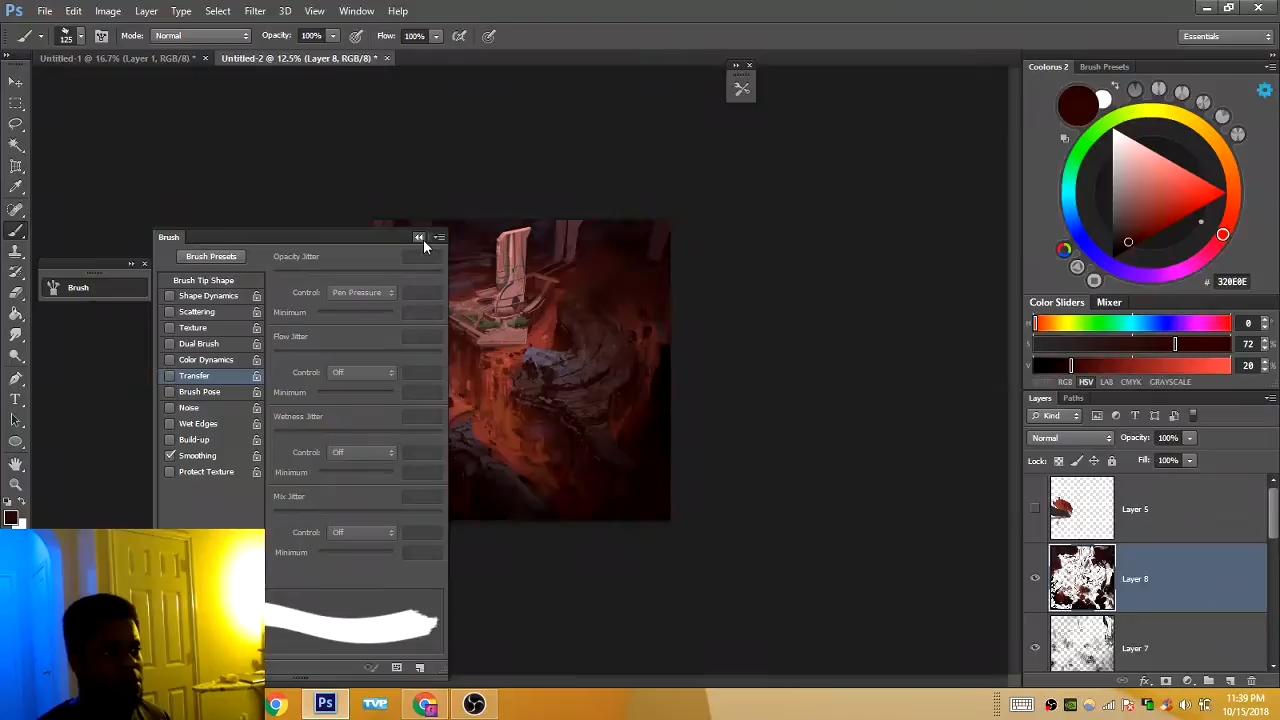 Ps File Edit Image Layer Type Select Filter 3D View Window Help
125 Mode: Normal Opacity: 100% Flow: 100% Essentials
Untitled-1 @ 16.7% (Layer 1, RGB/8) * × Untitled-2 @ 12.5% (Layer 8, RGB/8) * ×
Coolorus 2 Brush Presets
Brush
Brush Presets
Brush Tip Shape
Shape Dynamics
Scattering
Texture
Dual Brush
Color Dynamics
Transfer
Brush Pose
Noise
Wet Edges
Build-up
Smoothing
Protect Texture
Opacity Jitter
Control: Pen Pressure
Minimum
Flow Jitter
Control: Off
Minimum
Wetness Jitter
Control: Off
Minimum
Mix Jitter
Control: Off
Minimum
Brush
# 320E0E
Color Sliders Mixer
H 0 °
S 72 %
V 20 %
RGB HSV LAB CMYK GRAYSCALE
Layers Paths
Kind
Normal Opacity: 100%
Lock: Fill: 100%
Layer 5
Layer 8
Layer 7
Ps TVP
11:39 PM
10/15/2018